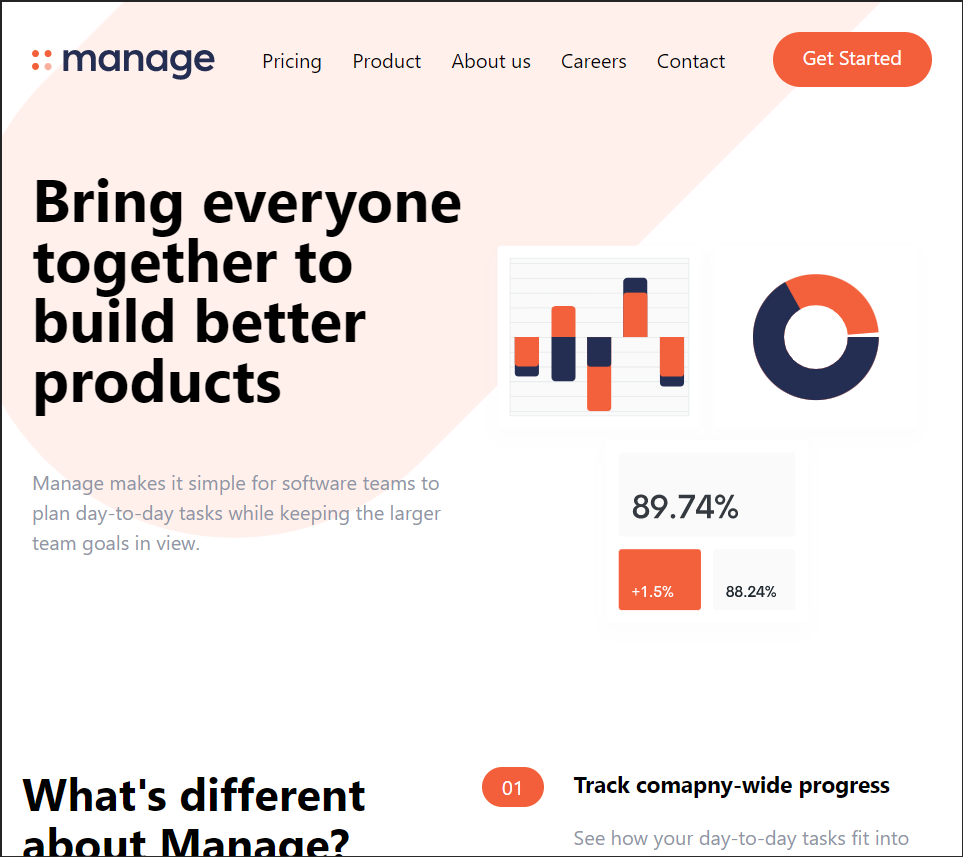 manage
Pricing Product About us Careers Contact
Get Started
Bring everyone
together to
build better
products
Manage makes it simple for software teams to
plan day-to-day tasks while keeping the larger
team goals in view.
89.74%
+1.5% 88.24%
What's different
about Manage?
01 Track comapny-wide progress
See how your day-to-day tasks fit into